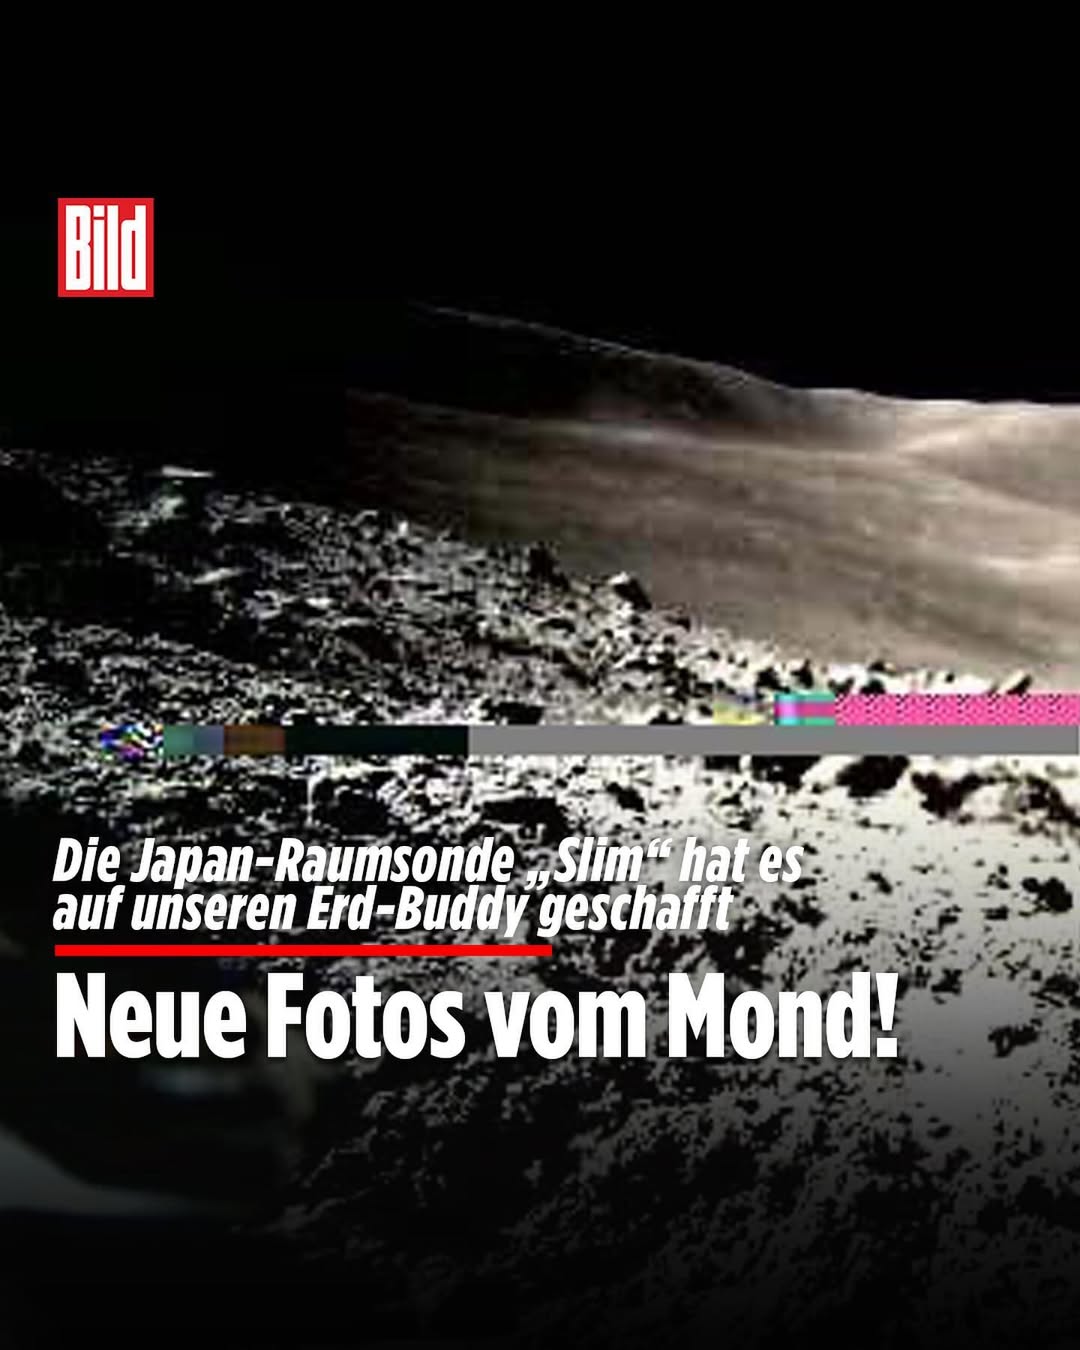 Bild
Die Japan-Raumsonde „Slim“ hat es
auf unseren Erd-Buddy geschafft
Neue Fotos vom Mond!